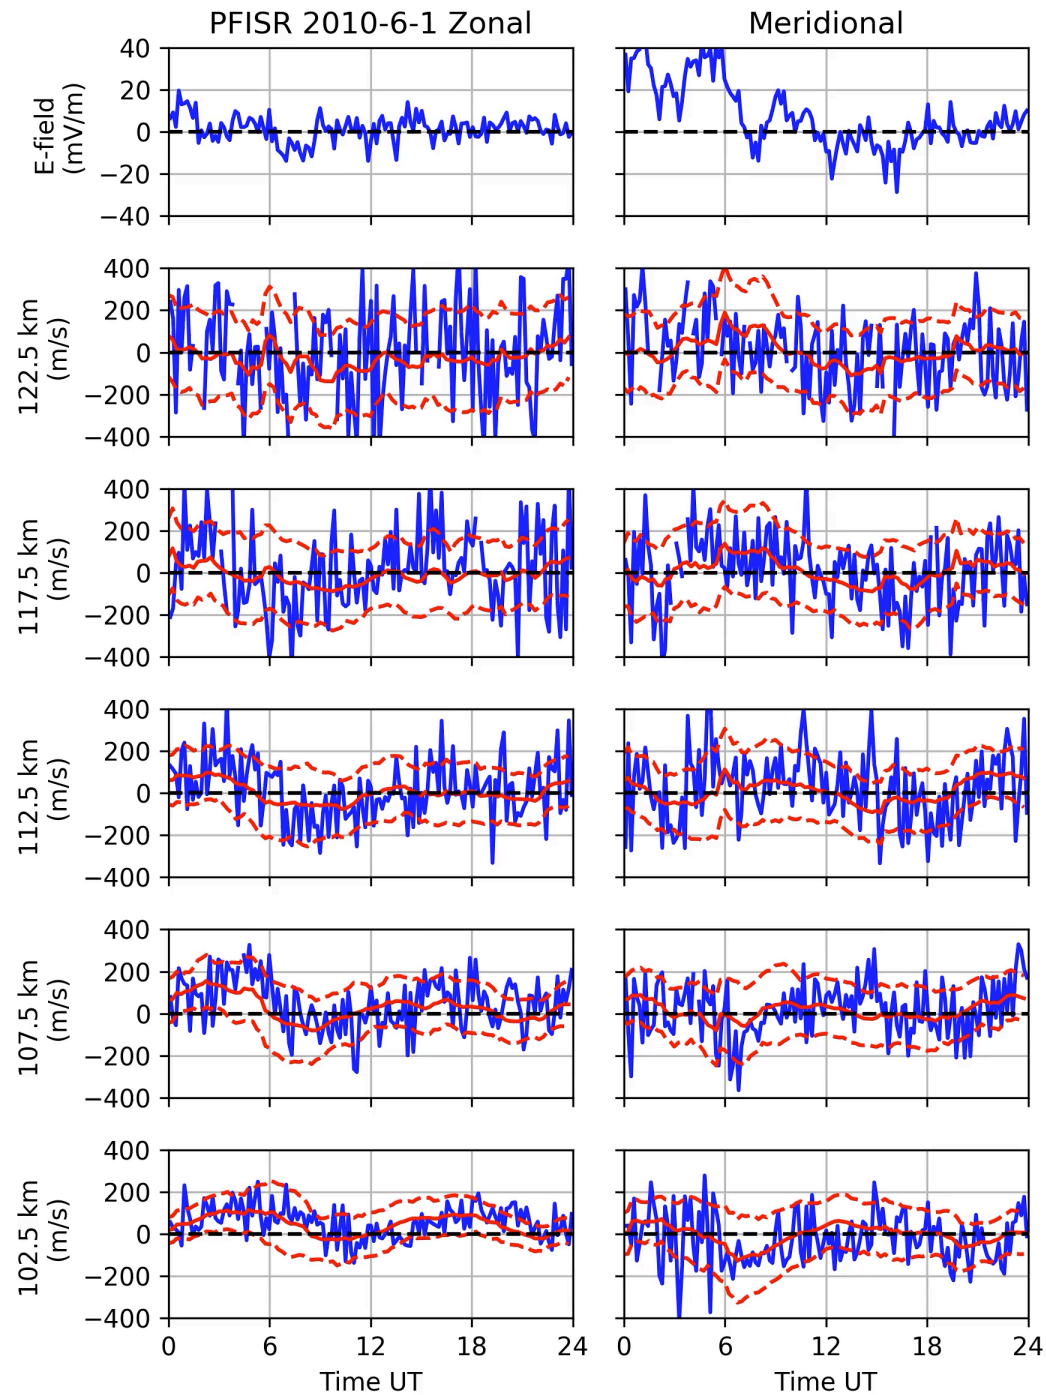 PFISR 2010-6-1 Zonal Meridional
E-field
(mV/m)
40
20
0
−20
−40
122.5 km
(m/s)
400
200
0
−200
−400
117.5 km
(m/s)
400
200
0
−200
−400
112.5 km
(m/s)
400
200
0
−200
−400
107.5 km
(m/s)
400
200
0
−200
−400
102.5 km
(m/s)
400
200
0
−200
−400
0 6 12 18 24 0 6 12 18 24
Time UT Time UT